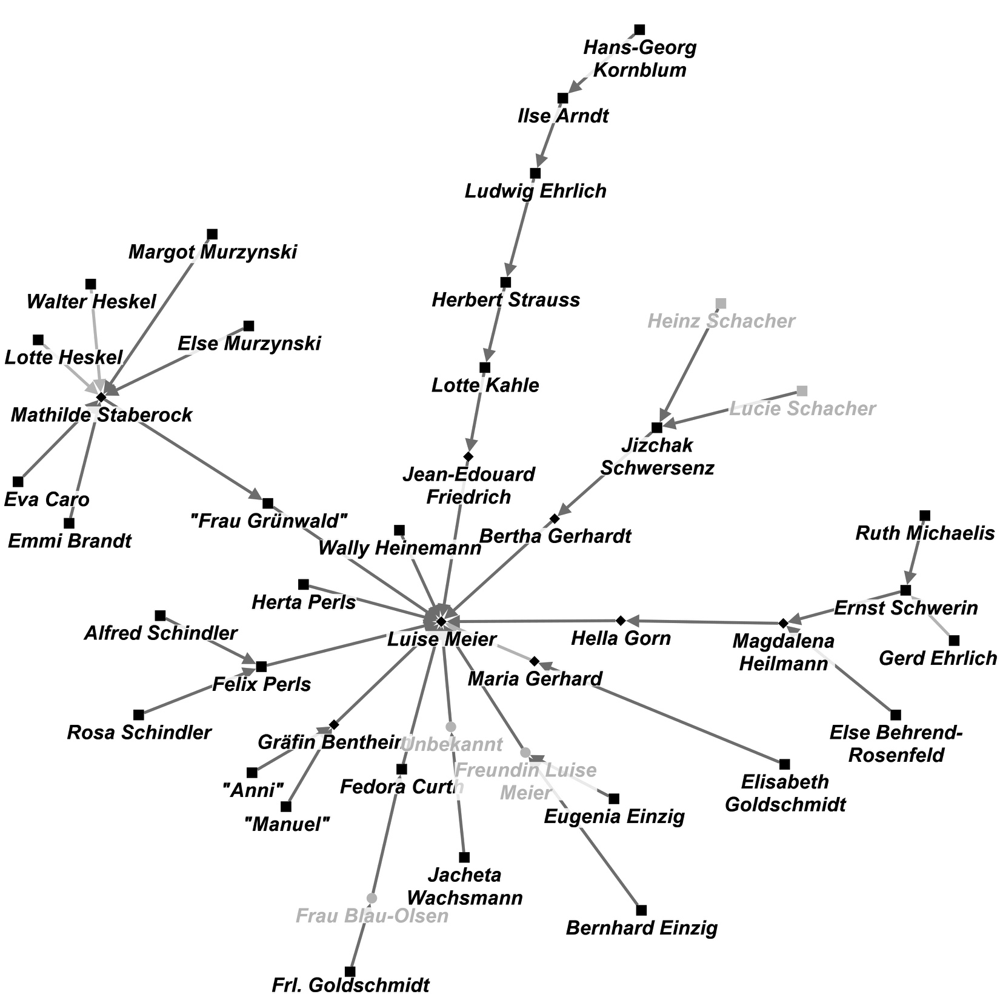 Hans-Georg
Kornblum
Ilse Arndt
Ludwig Ehrlich
Margot Murzynski
Walter Heskel
Herbert Strauss
Heinz Schacher
Else Murzynski
Lotte Heskel
Lotte Kahle
Lucie Schacher
Mathilde Staberock
Jizchak
Schwersenz
Jean-Edouard
Friedrich
Eva Caro
"Frau Grünwald"
Emmi Brandt
Wally Heinemann
Bertha Gerhardt
Ruth Michaelis
Herta Perls
Ernst Schwerin
Alfred Schindler
Luise Meier
Hella Gorn
Magdalena
Heilmann
Gerd Ehrlich
Felix Perls
Maria Gerhard
Rosa Schindler
Gräfin Bentheim
Unbekannt
Else Behrend-
Rosenfeld
"Anni"
Fedora Curth
Freundin Luise
Meier
Elisabeth
Goldschmidt
"Manuel"
Eugenia Einzig
Jacheta
Wachsmann
Frau Blau-Olsen
Bernhard Einzig
Frl. Goldschmidt